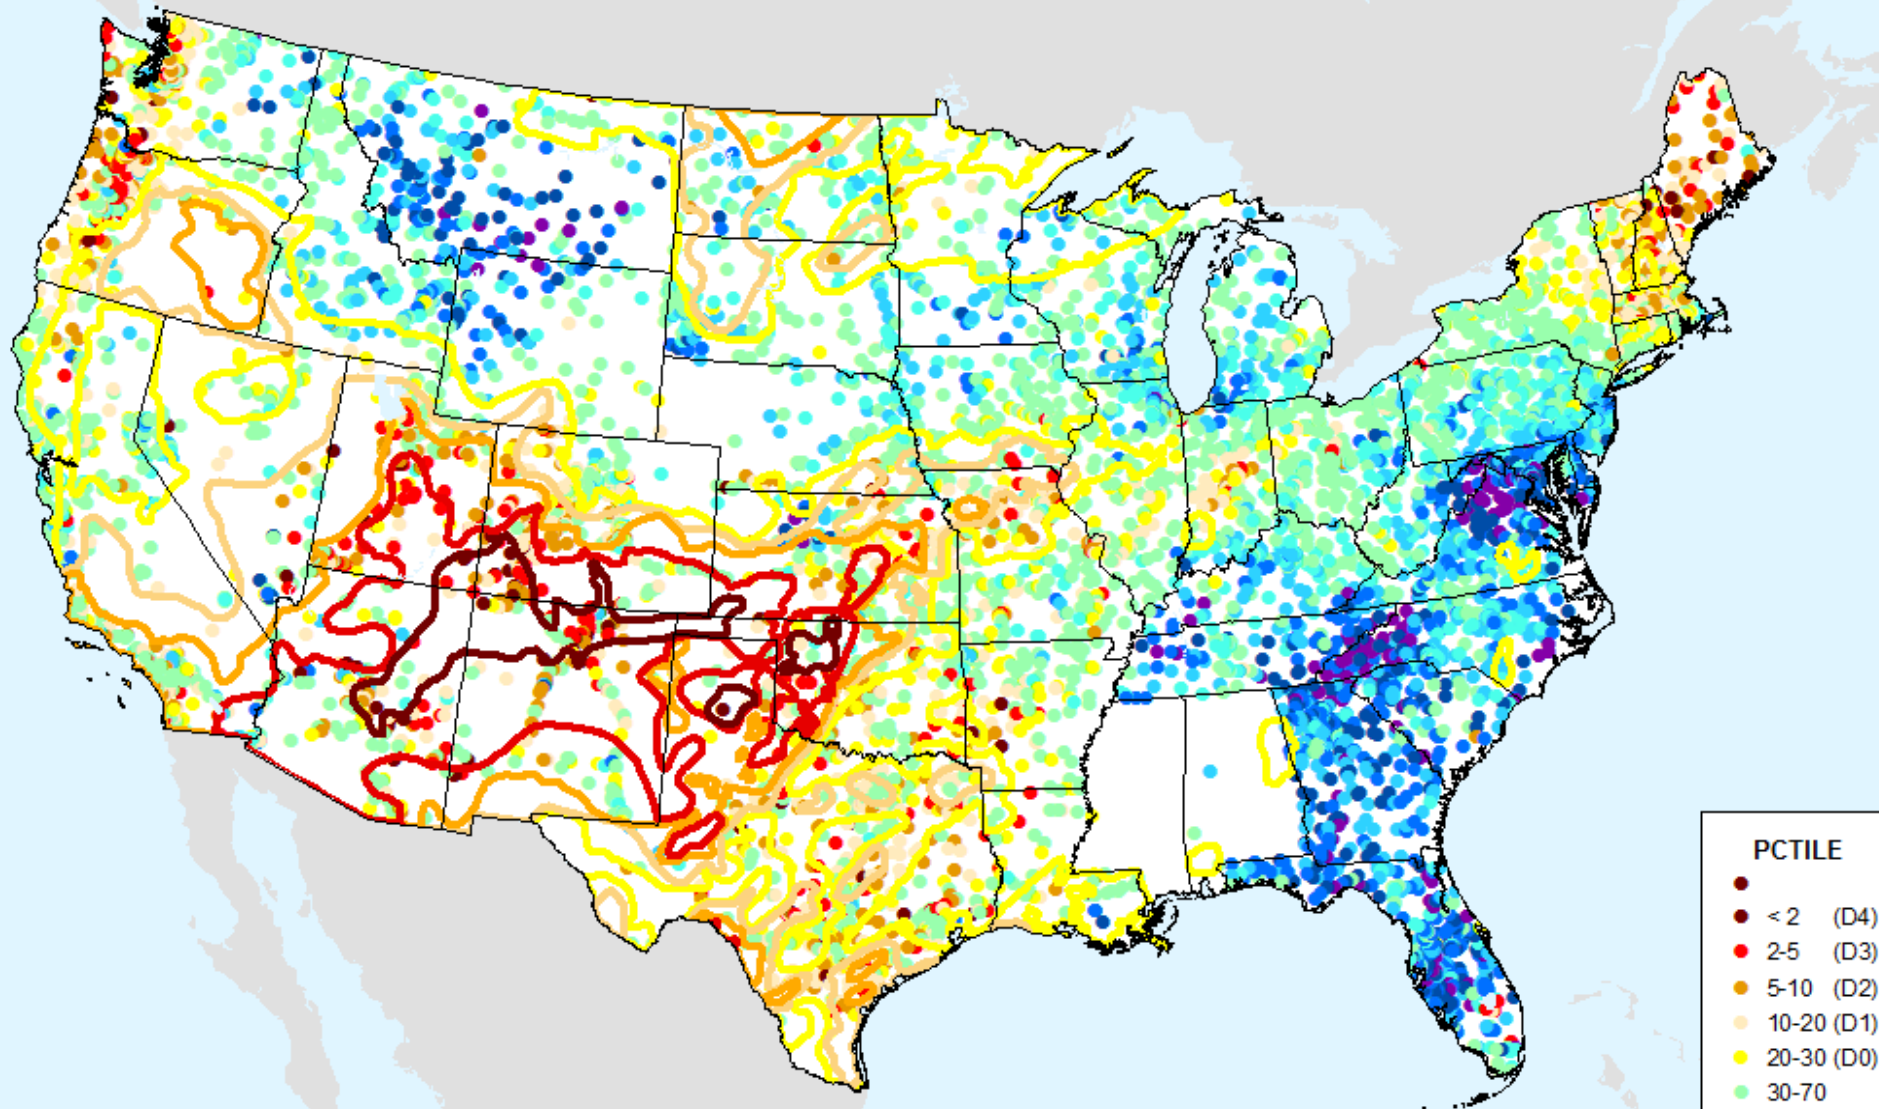 PCTILE
< 2 (D4)
2-5 (D3)
5-10 (D2)
10-20 (D1)
20-30 (D0)
30-70